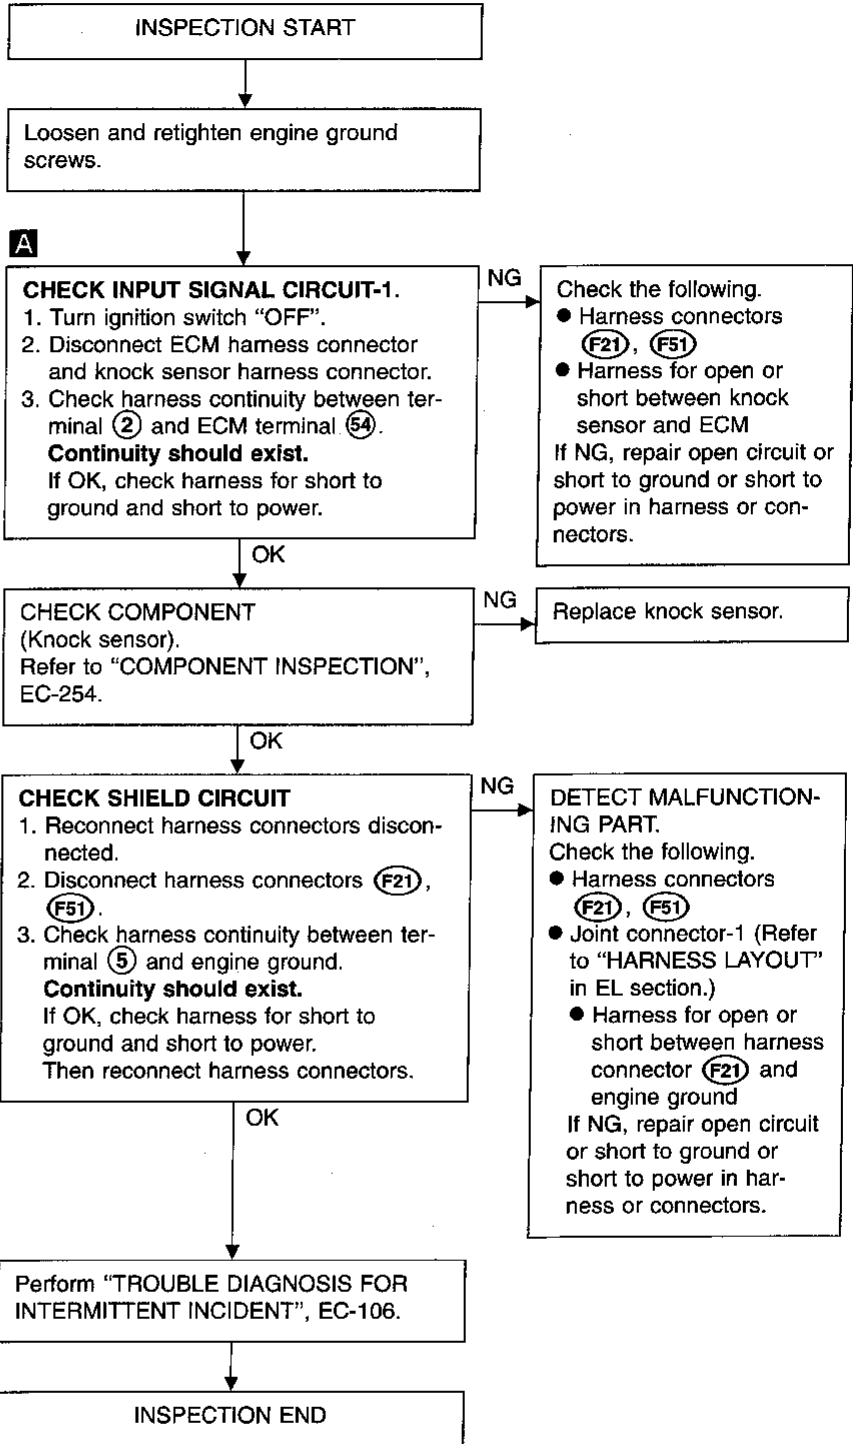 INSPECTION START
Loosen and retighten engine ground
screws.
A
CHECK INPUT SIGNAL CIRCUIT-1.
1. Turn ignition switch “OFF”.
2. Disconnect ECM harness connector
and knock sensor harness connector.
3. Check harness continuity between ter-
minal 2 and ECM terminal 54.
Continuity should exist.
If OK, check harness for short to
ground and short to power.
NG
Check the following.
● Harness connectors
F21, F51
● Harness for open or
short between knock
sensor and ECM
If NG, repair open circuit or
short to ground or short to
power in harness or con-
nectors.
OK
CHECK COMPONENT
(Knock sensor).
Refer to “COMPONENT INSPECTION”,
EC-254.
NG
Replace knock sensor.
OK
CHECK SHIELD CIRCUIT
1. Reconnect harness connectors discon-
nected.
2. Disconnect harness connectors F21,
F51.
3. Check harness continuity between ter-
minal 5 and engine ground.
Continuity should exist.
If OK, check harness for short to
ground and short to power.
Then reconnect harness connectors.
NG
DETECT MALFUNCTION-
ING PART.
Check the following.
● Harness connectors
F21, F51
● Joint connector-1 (Refer
to “HARNESS LAYOUT”
in EL section.)
● Harness for open or
short between harness
connector F21 and
engine ground
If NG, repair open circuit
or short to ground or
short to power in har-
ness or connectors.
OK
Perform “TROUBLE DIAGNOSIS FOR
INTERMITTENT INCIDENT”, EC-106.
INSPECTION END